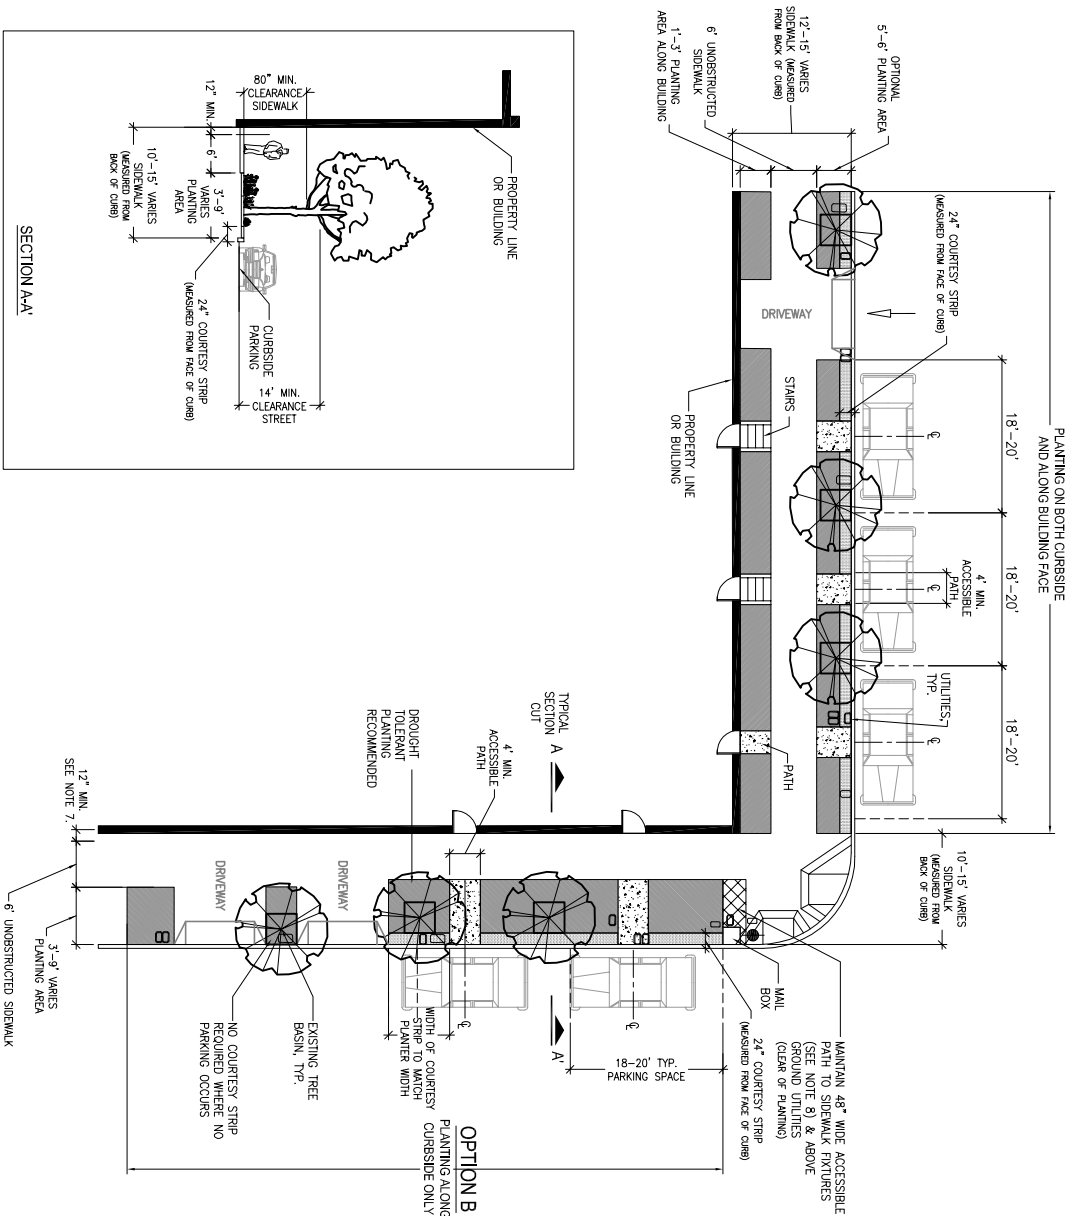 PLANTING ON BOTH CURBSIDE
AND ALONG BUILDING FACE
18'-20'
18'-20'
18'-20'
OPTIONAL
5'-6' PLANTING AREA
12'-15' VARIES
SIDEWALK (MEASURED
FROM BACK OF CURB)
6' UNOBSTRUCTED
SIDEWALK
1'-3' PLANTING
AREA ALONG BUILDING
24" COURTESY STRIP
(MEASURED FROM FACE OF CURB)
DRIVEWAY
STAIRS
PROPERTY LINE
OR BUILDING
4' MIN.
ACCESSIBLE
PATH
UTILITIES,
TYP.
PATH
10'-15' VARIES
SIDEWALK
(MEASURED FROM
BACK OF CURB)
MAINTAIN 48" WIDE ACCESSIBLE
PATH TO SIDEWALK FIXTURES
(SEE NOTE 8) & ABOVE
GROUND UTILITIES
(CLEAR OF PLANTING)
MAIL
BOX
24" COURTESY STRIP
(MEASURED FROM FACE OF CURB)
18-20' TYP.
PARKING SPACE
TYPICAL
SECTION
CUT
A
A'
4' MIN.
ACCESSIBLE
PATH
DROUGHT
TOLERANT
PLANTING
RECOMMENDED
WIDTH OF COURTESY
STRIP TO MATCH
PLANTER WIDTH
DRIVEWAY
DRIVEWAY
EXISTING TREE
BASIN, TYP.
NO COURTESY STRIP
REQUIRED WHERE NO
PARKING OCCURS
12" MIN.
SEE NOTE 7.
6' UNOBSTRUCTED SIDEWALK
3'-9' VARIES
PLANTING AREA
OPTION B
PLANTING ALONG
CURBSIDE ONLY
PROPERTY LINE
OR BUILDING
80" MIN.
CLEARANCE
SIDEWALK
12" MIN.
6'
3'-9'
VARIES
PLANTING
AREA
10'-15' VARIES
SIDEWALK
(MEASURED FROM
BACK OF CURB)
24" COURTESY STRIP
(MEASURED FROM FACE OF CURB)
CURBSIDE
PARKING
14' MIN.
CLEARANCE
STREET
SECTION A-A'